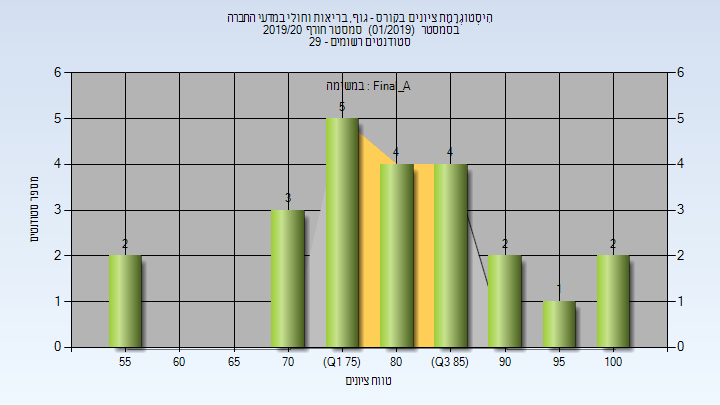 היסטוגרמת ציונים בקורס - גוף, בריאות וחולי במדעי החברה
בסמסטר (01/2019) סמסטר חורף 2019/20
סטודנטים רשומים - 29
במשימה : Final_A
מספר סטודנטים
6 6
5 5
4 4
3 3
2 2
1 1
0 0
2 3 5 4 4 2 1 2
55 60 65 70 (Q1 75) 80 (Q3 85) 90 95 100
טווח ציונים